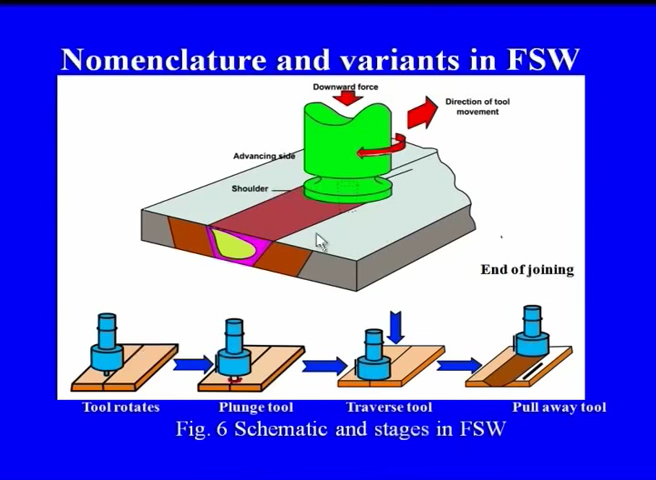 Nomenclature and variants in FSW
Downward force
Direction of tool
movement
Advancing side
Shoulder
End of joining
Tool rotates
Plunge tool
Traverse tool
Pull away tool
Fig. 6 Schematic and stages in FSW